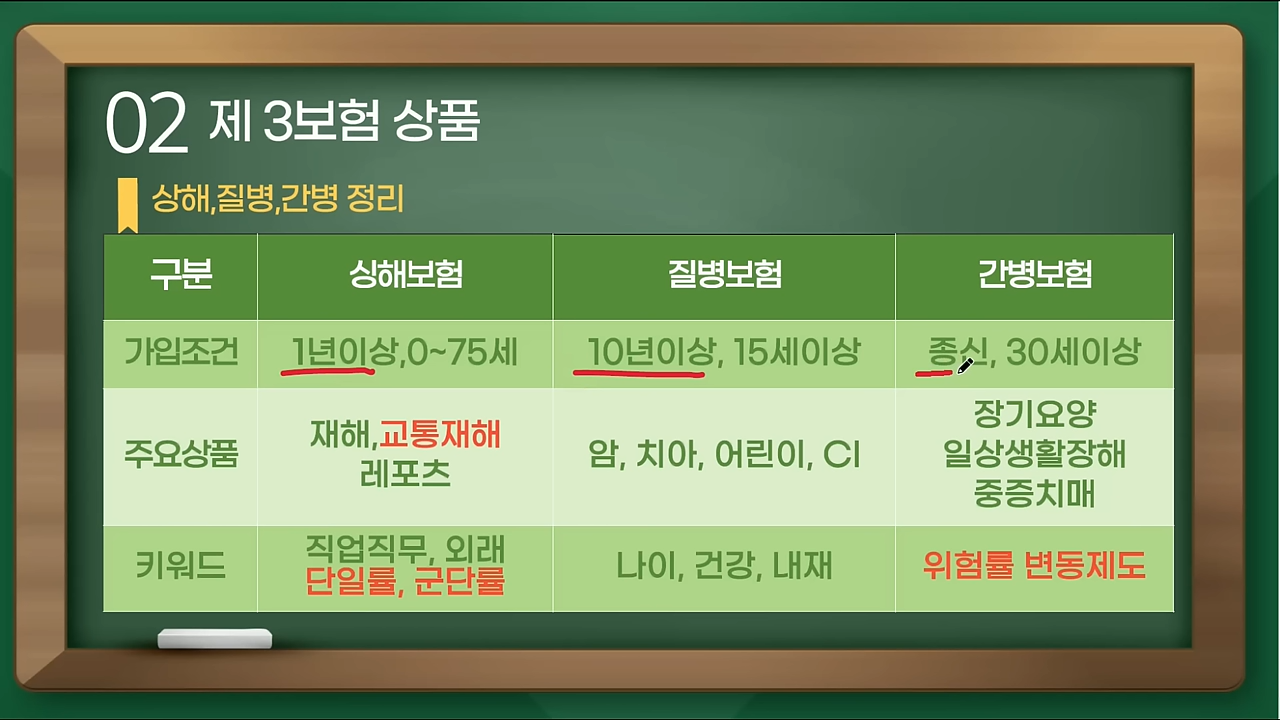 02 제 3보험 상품
상해,질병,간병 정리
구분 싱해보험 질병보험 간병보험
가입조건 1년이상,0~75세 10년이상, 15세이상 종신, 30세이상
주요상품
재해,교통재해
레포츠
암, 치아, 어린이, CI
장기요양
일상생활장해
중증치매
키워드
직업직무, 외래
단일률, 군단률
나이, 건강, 내재
위험률 변동제도